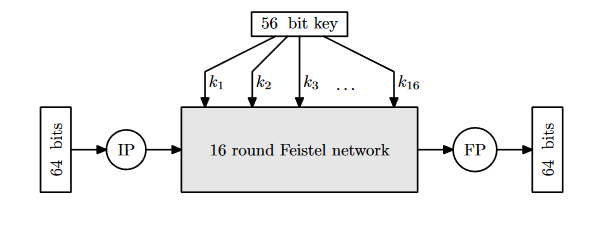 56 bit key
k1 k2 k3 ... k16
64 bits IP 16 round Feistel network FP 64 bits